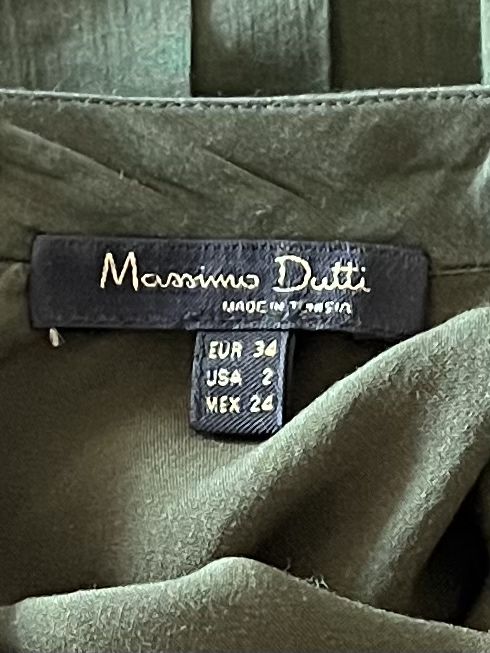 Massimo Dutti
MADE IN TUNISIA
EUR 34
USA 2
MEX 24